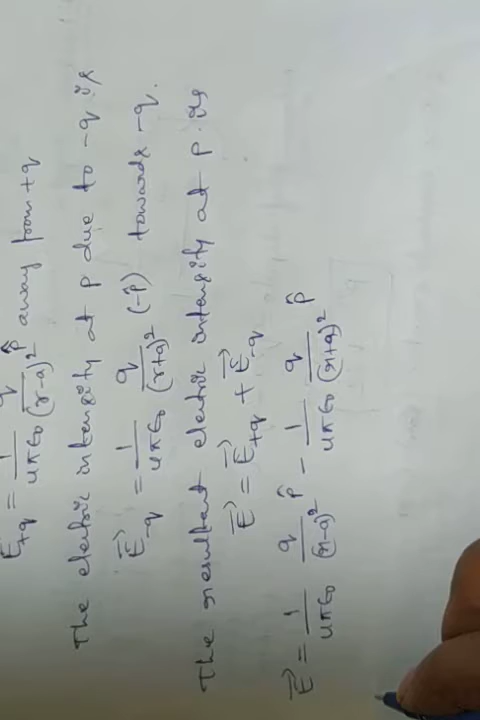 E⃗+q = 1/4πε0 q/(r-a)² p̂ away from +q
The electric intensity at p due to -q is
E⃗-q = 1/4πε0 q/(r+a)² (-p̂) towards -q.
The resultant electric intensity at p is
E⃗ = E⃗+q + E⃗-q
E⃗ = 1/4πε0 q/(r-a)² p̂ - 1/4πε0 q/(r+a)² p̂